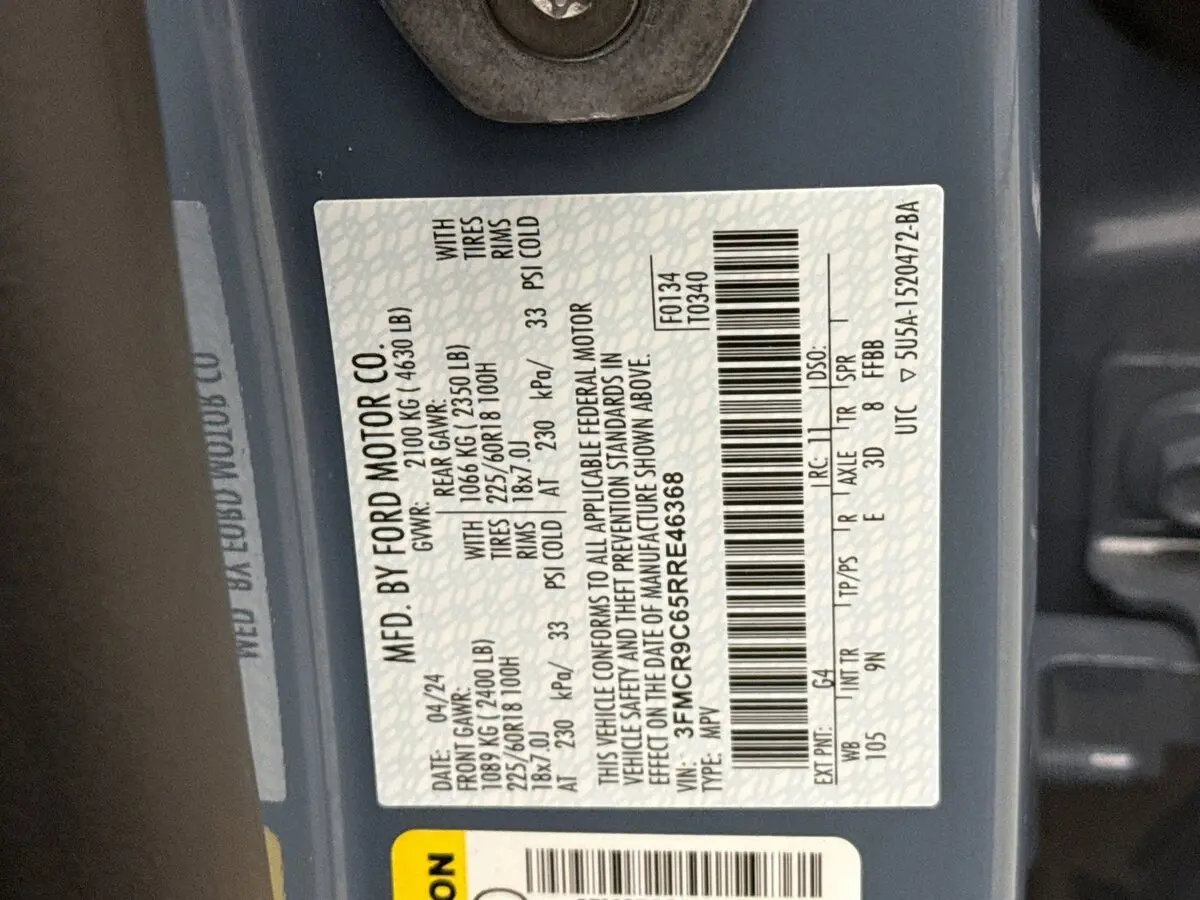 MFD. BY FORD MOTOR CO.
DATE: 04/24 GVWR: 2100 KG ( 4630 LB)
FRONT GAWR: REAR GAWR:
1089 KG ( 2400 LB) WITH 1066 KG ( 2350 LB) WITH
225/60R18 100H TIRES 225/60R18 100H TIRES
18x7.0J RIMS 18x7.0J RIMS
AT 230 kPa/ 33 PSI COLD AT 230 kPa/ 33 PSI COLD
THIS VEHICLE CONFORMS TO ALL APPLICABLE FEDERAL MOTOR
VEHICLE SAFETY AND THEFT PREVENTION STANDARDS IN
EFFECT ON THE DATE OF MANUFACTURE SHOWN ABOVE.
VIN: 3FMCR9C65RRE46368 F0134
TYPE: MPV T0340
EXT PNT: G4 RC: 11 DSO:
WB INT TR TP/PS R AXLE TR SPR
105 9N E 3D 8 FFBB
UTC ▽ 5U5A-1520472-BA
ON